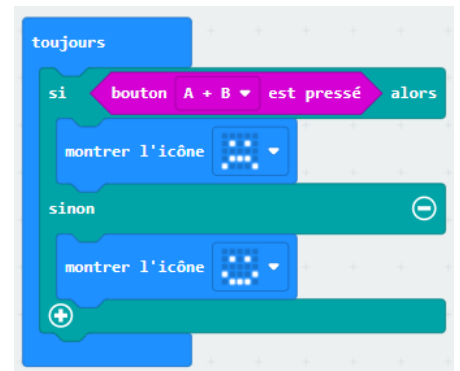 toujours
si bouton A + B est pressé alors
montrer l'icône
sinon
montrer l'icône